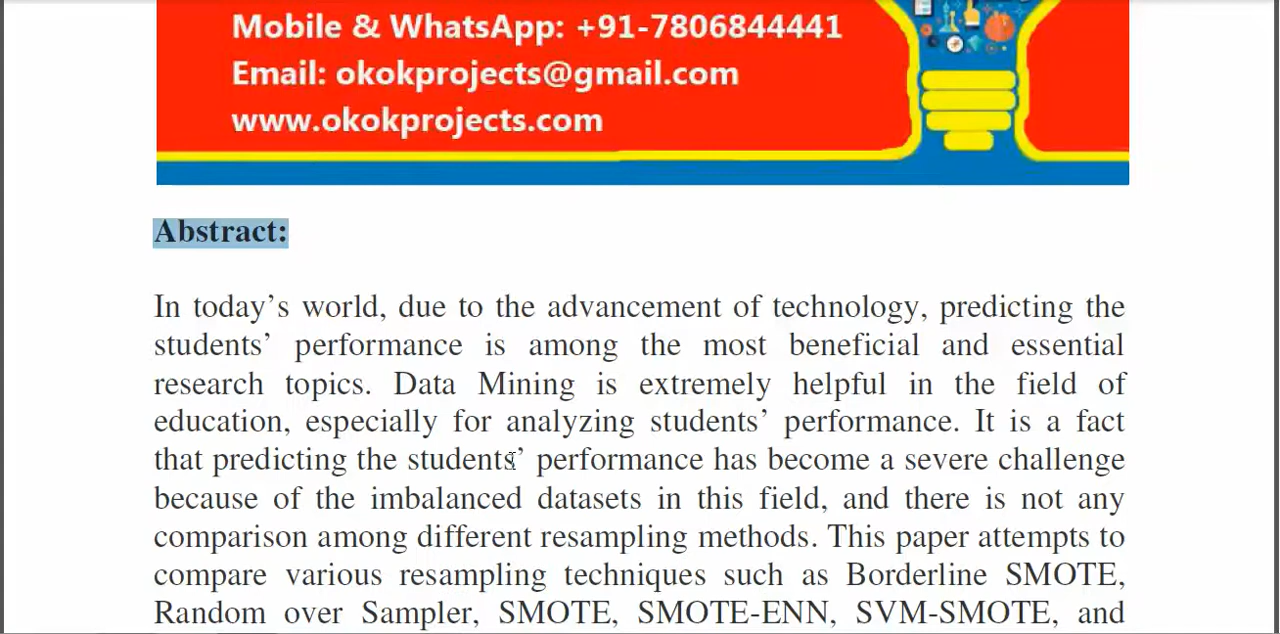 Mobile & WhatsApp: +91-7806844441
Email: okokprojects@gmail.com
www.okokprojects.com
Abstract:
In today’s world, due to the advancement of technology, predicting the
students’ performance is among the most beneficial and essential
research topics. Data Mining is extremely helpful in the field of
education, especially for analyzing students’ performance. It is a fact
that predicting the students’ performance has become a severe challenge
because of the imbalanced datasets in this field, and there is not any
comparison among different resampling methods. This paper attempts to
compare various resampling techniques such as Borderline SMOTE,
Random over Sampler, SMOTE, SMOTE-ENN, SVM-SMOTE, and